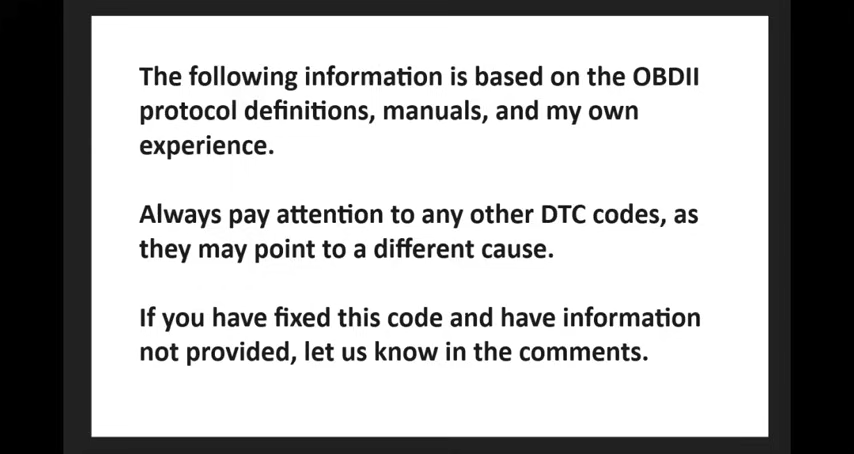 The following information is based on the OBDII
protocol definitions, manuals, and my own
experience.
Always pay attention to any other DTC codes, as
they may point to a different cause.
If you have fixed this code and have information
not provided, let us know in the comments.